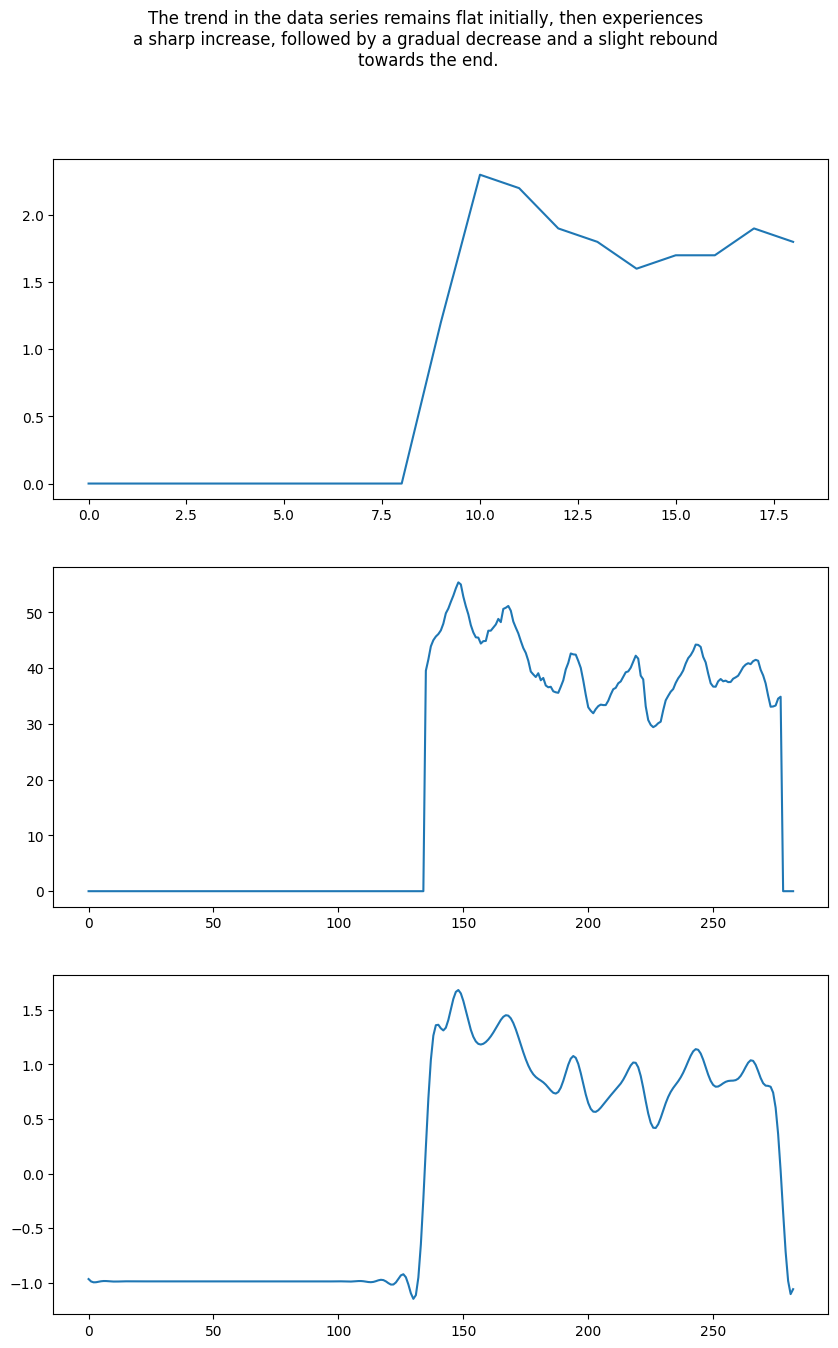 The trend in the data series remains flat initially, then experiences
a sharp increase, followed by a gradual decrease and a slight rebound
towards the end.
2.0
1.5
1.0
0.5
0.0
0.0 2.5 5.0 7.5 10.0 12.5 15.0 17.5
50
40
30
20
10
0
0 50 100 150 200 250
1.5
1.0
0.5
0.0
−0.5
−1.0
0 50 100 150 200 250